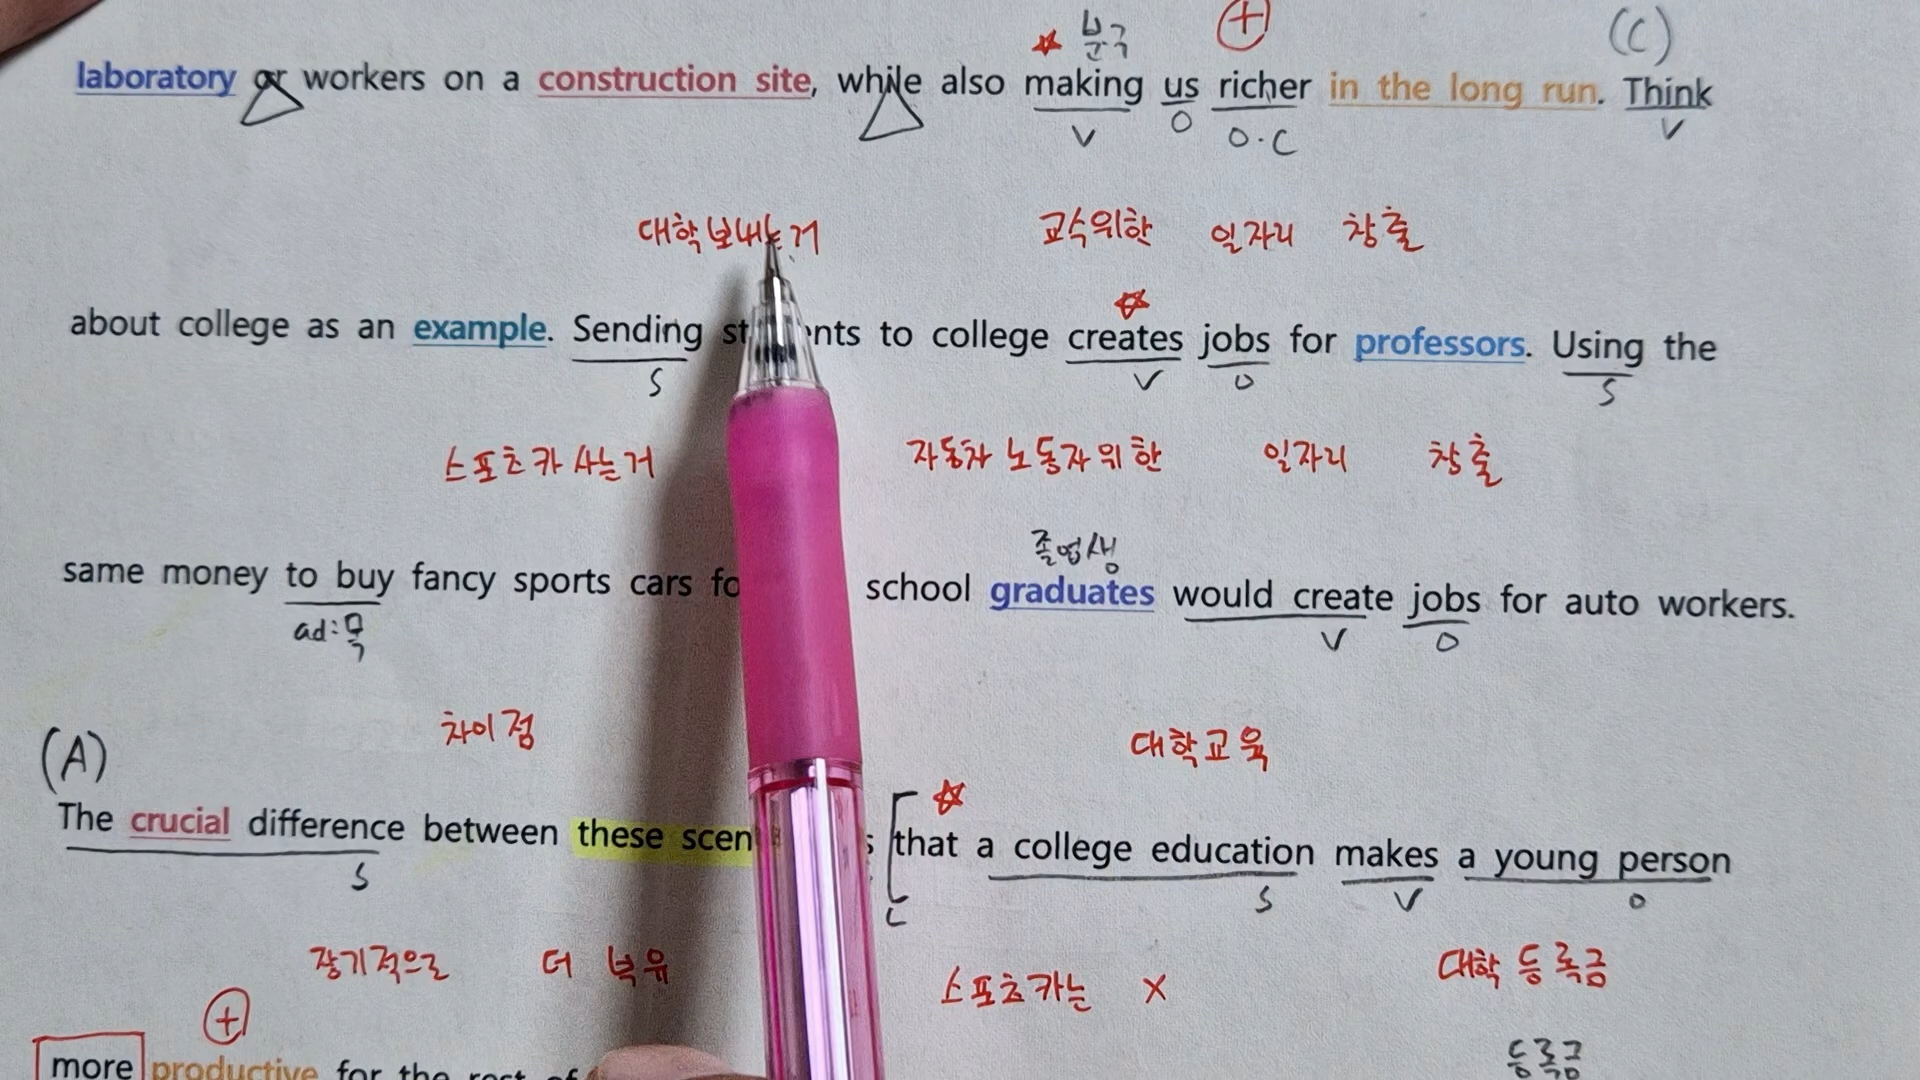 ★ 분구 + (C)
laboratory or workers on a construction site, while also making us richer in the long run. Think
V O O·C V
대학보내는거 교수위한 일자리 창출
☆
about college as an example. Sending to college creates jobs for professors. Using the
S V O S
스포츠카 사는거 자동차 노동자위한 일자리 창출
졸업생
same money to buy fancy sports cars school graduates would create jobs for auto workers.
ad:목 V O
(A) 차이점 대학교육
☆
The crucial difference between these [that a college education makes a young person
S C S V O
장기적으로 더 부유 스포츠카는 X 대학 등록금
+ 등록금
more productive for the rest of